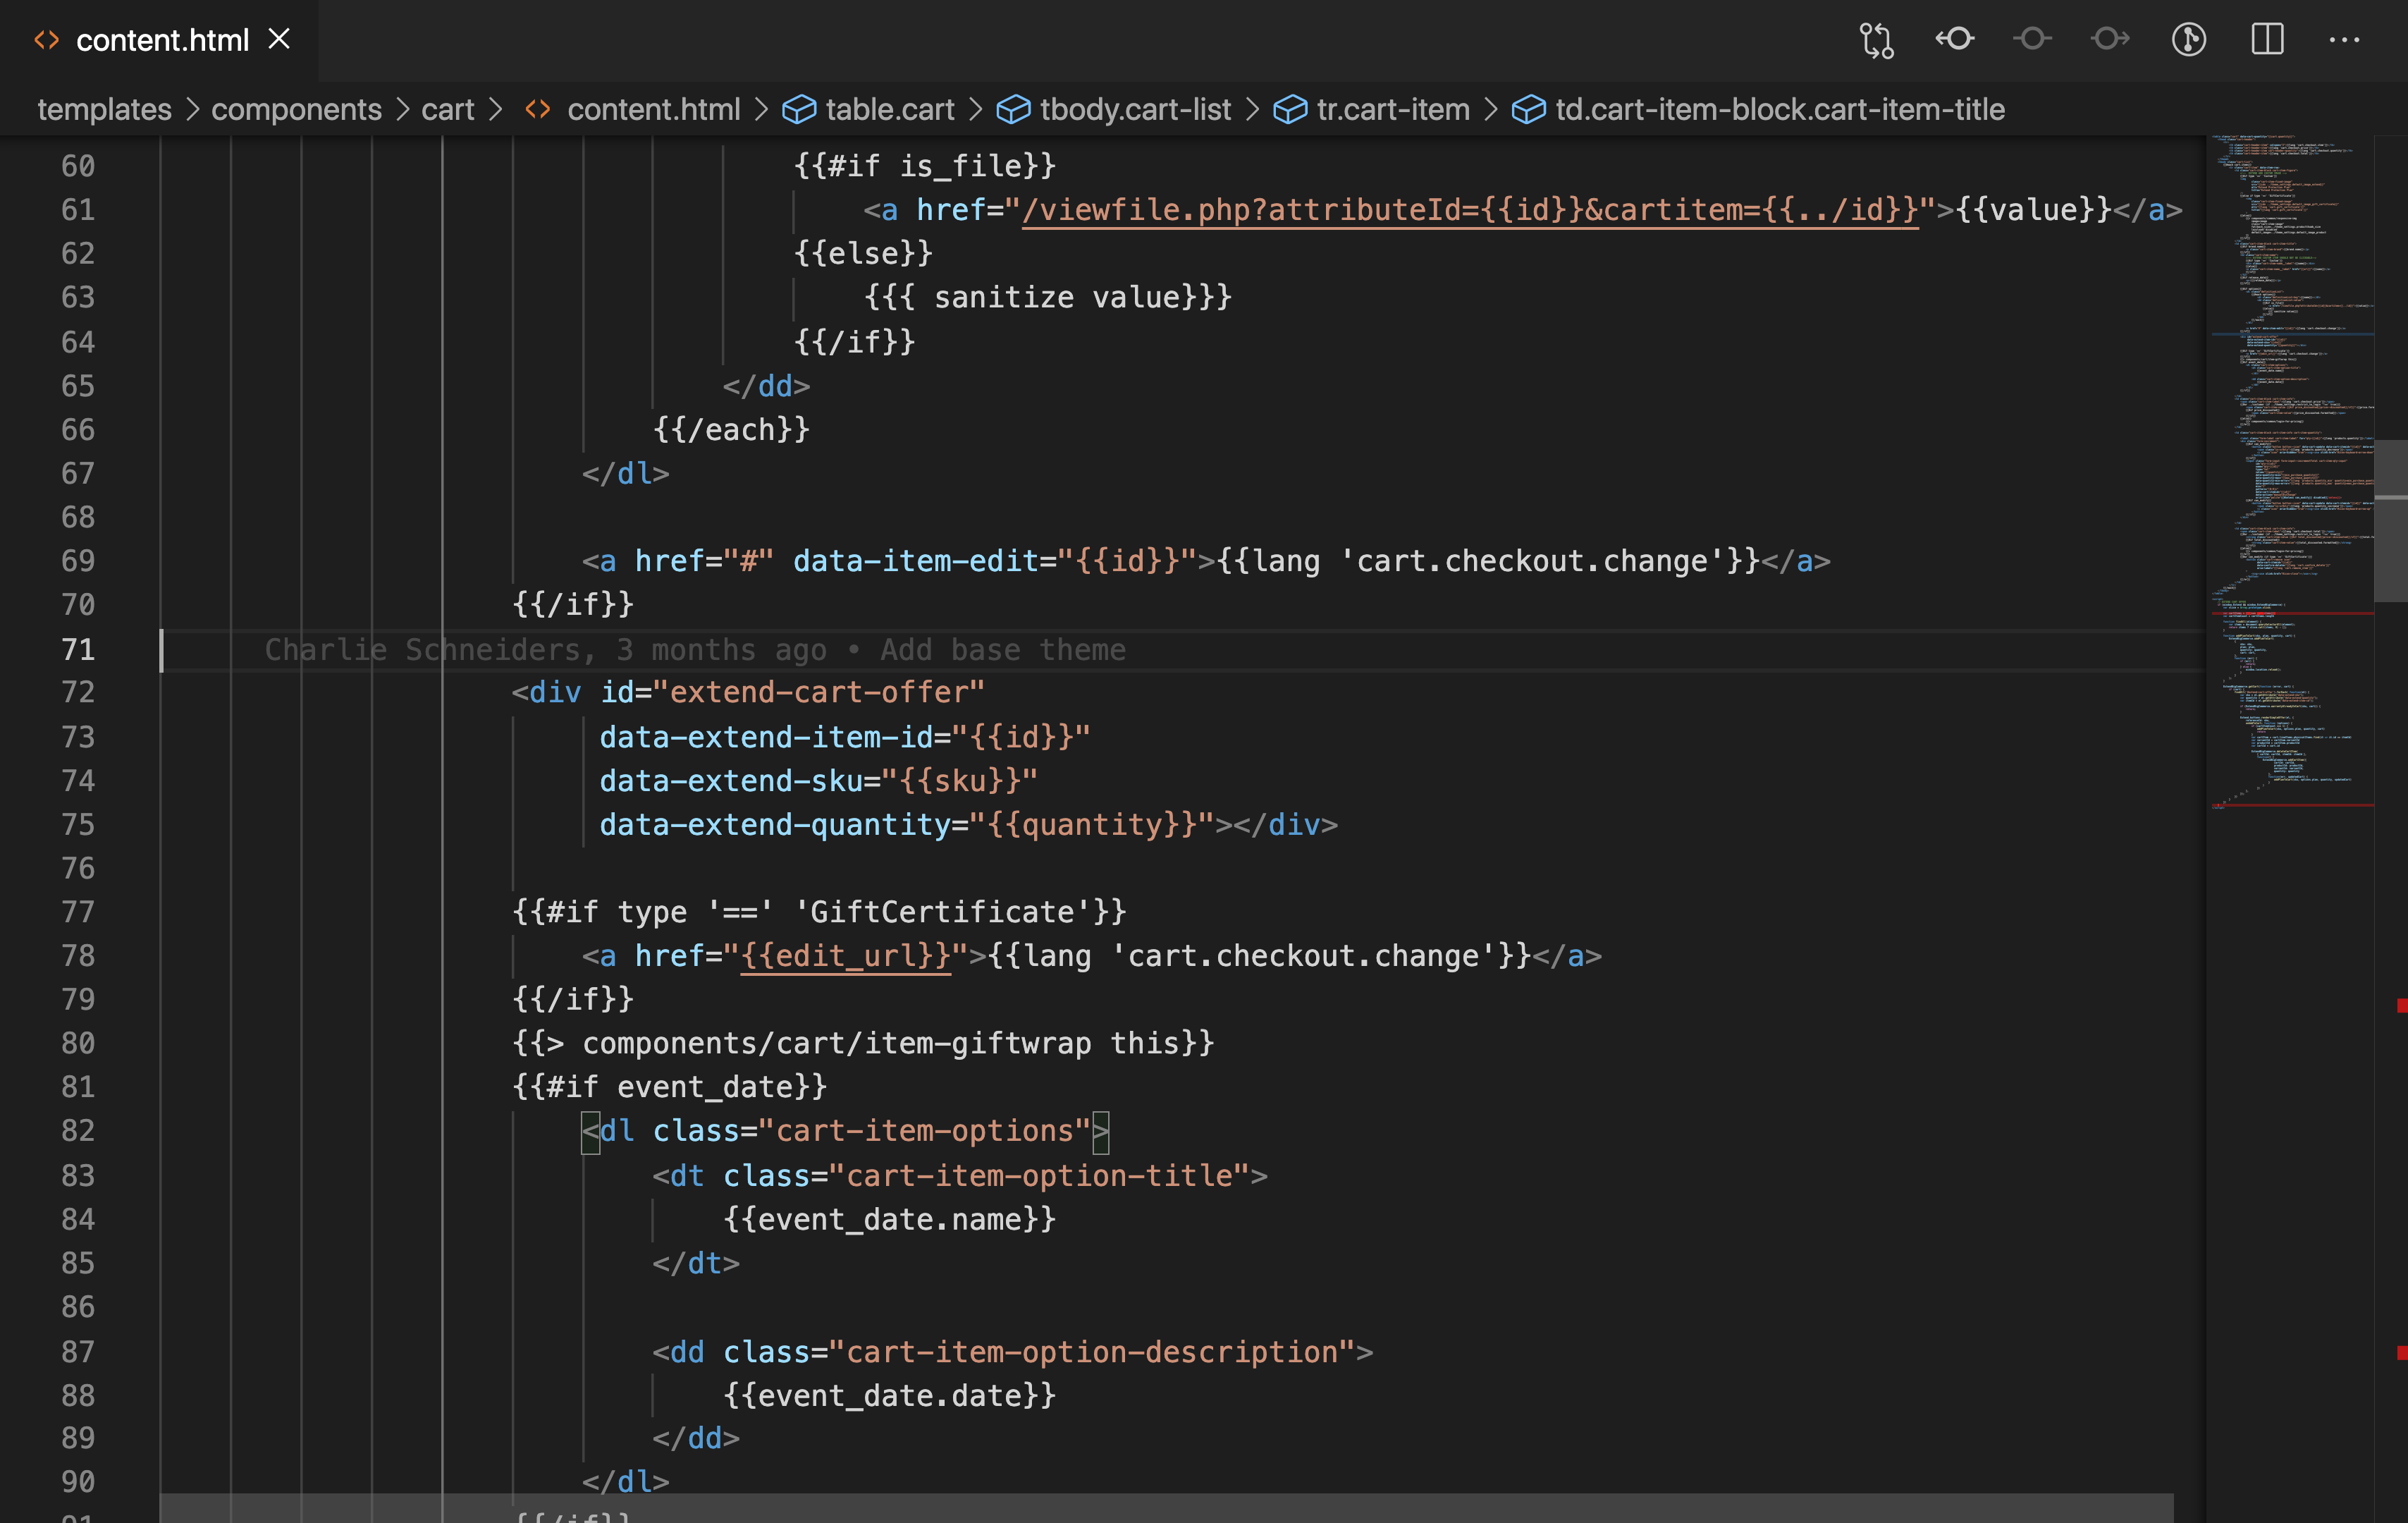 content.html
templates > components > cart > content.html > table.cart > tbody.cart-list > tr.cart-item > td.cart-item-block.cart-item-title
60 {{#if is_file}}
61 <a href="/viewfile.php?attributeId={{id}}&cartitem={{../id}}">{{value}}</a>
62 {{else}}
63 {{{ sanitize value}}}
64 {{/if}}
65 </dd>
66 {{/each}}
67 </dl>
68
69 <a href="#" data-item-edit="{{id}}">{{lang 'cart.checkout.change'}}</a>
70 {{/if}}
71 Charlie Schneiders, 3 months ago • Add base theme
72 <div id="extend-cart-offer"
73 data-extend-item-id="{{id}}"
74 data-extend-sku="{{sku}}"
75 data-extend-quantity="{{quantity}}"></div>
76
77 {{#if type '==' 'GiftCertificate'}}
78 <a href="{{edit_url}}">{{lang 'cart.checkout.change'}}</a>
79 {{/if}}
80 {{> components/cart/item-giftwrap this}}
81 {{#if event_date}}
82 <dl class="cart-item-options">
83 <dt class="cart-item-option-title">
84 {{event_date.name}}
85 </dt>
86
87 <dd class="cart-item-option-description">
88 {{event_date.date}}
89 </dd>
90 </dl>
91 {{/if}}